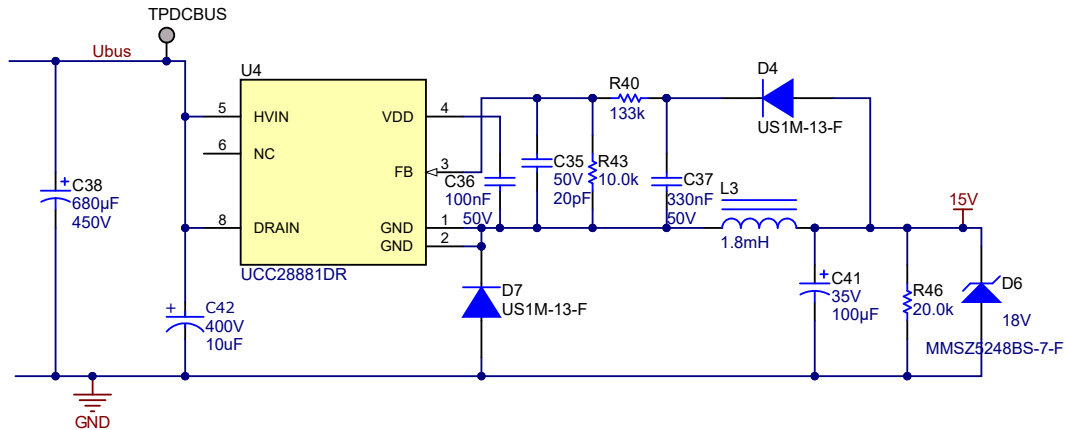 TPDCBUS
Ubus
U4
5
HVIN
VDD
4
6
NC
FB
3
GND
1
GND
2
8
DRAIN
UCC28881DR
C38
680µF
450V
C42
400V
10uF
GND
C36
100nF
50V
C35
50V
20pF
R43
10.0k
R40
133k
C37
330nF
50V
D4
US1M-13-F
L3
1.8mH
D7
US1M-13-F
C41
35V
100µF
15V
R46
20.0k
D6
18V
MMSZ5248BS-7-F